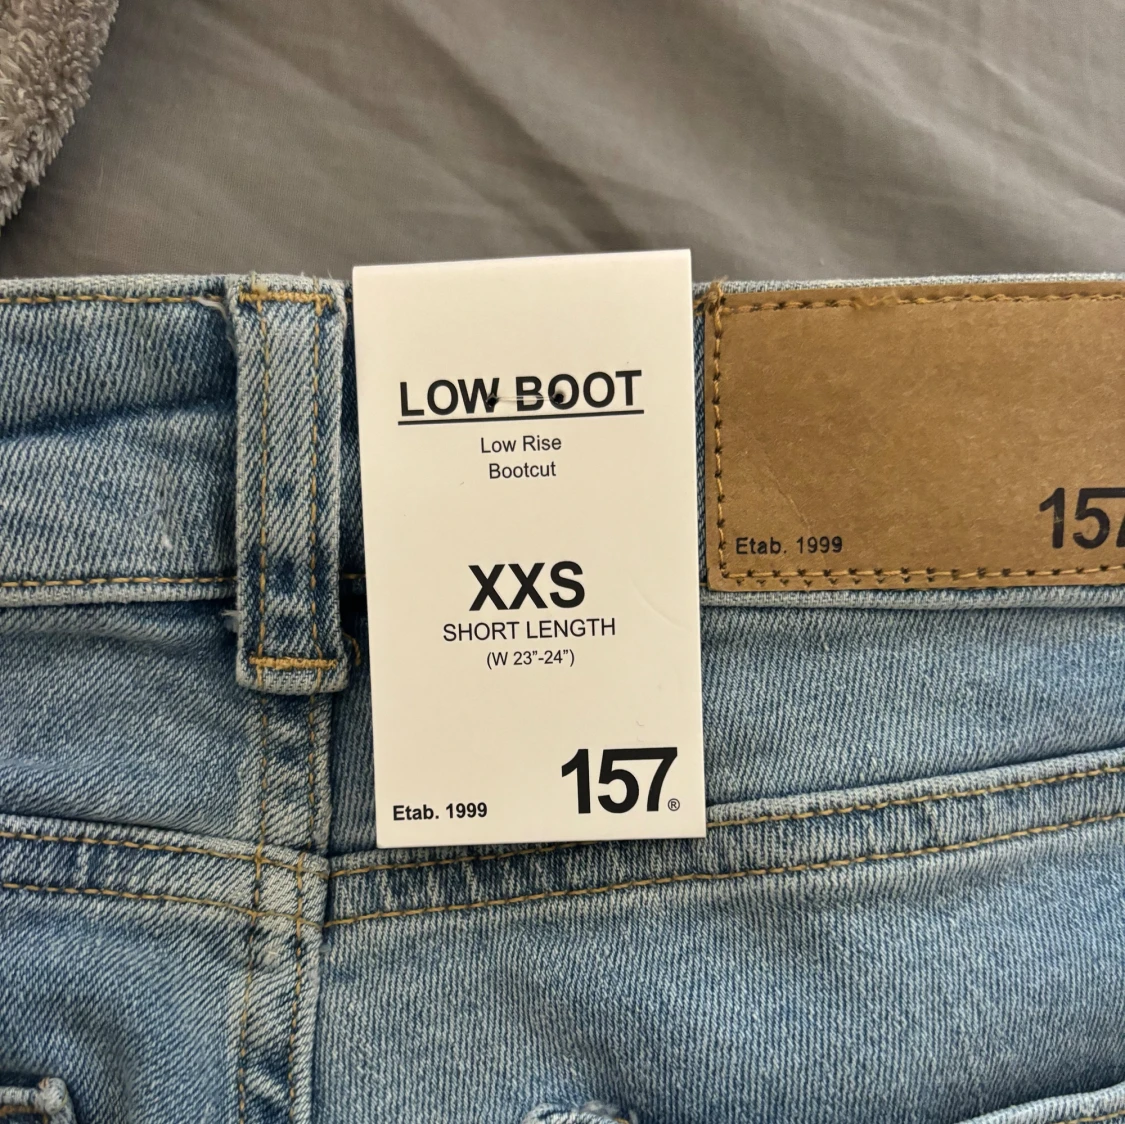 LOW BOOT
Low Rise
Bootcut
XXS
SHORT LENGTH
(W 23”-24”)
Etab. 1999
157®
Etab. 1999
157